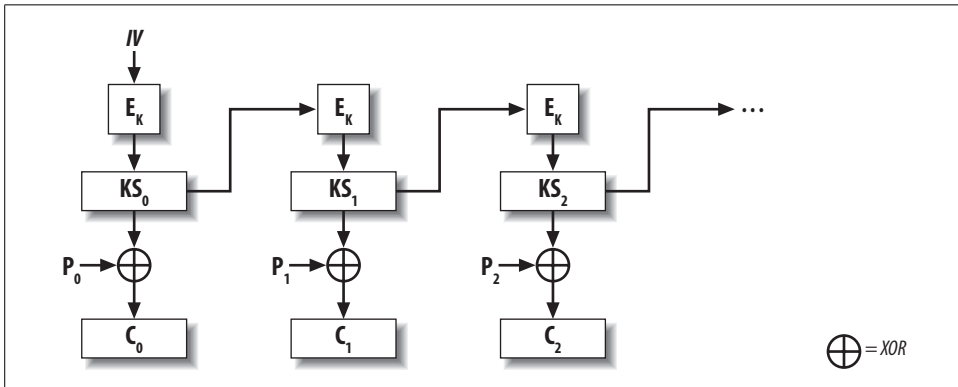 IV
E_K E_K E_K ...
KS_0 KS_1 KS_2
P_0 P_1 P_2
C_0 C_1 C_2
= XOR